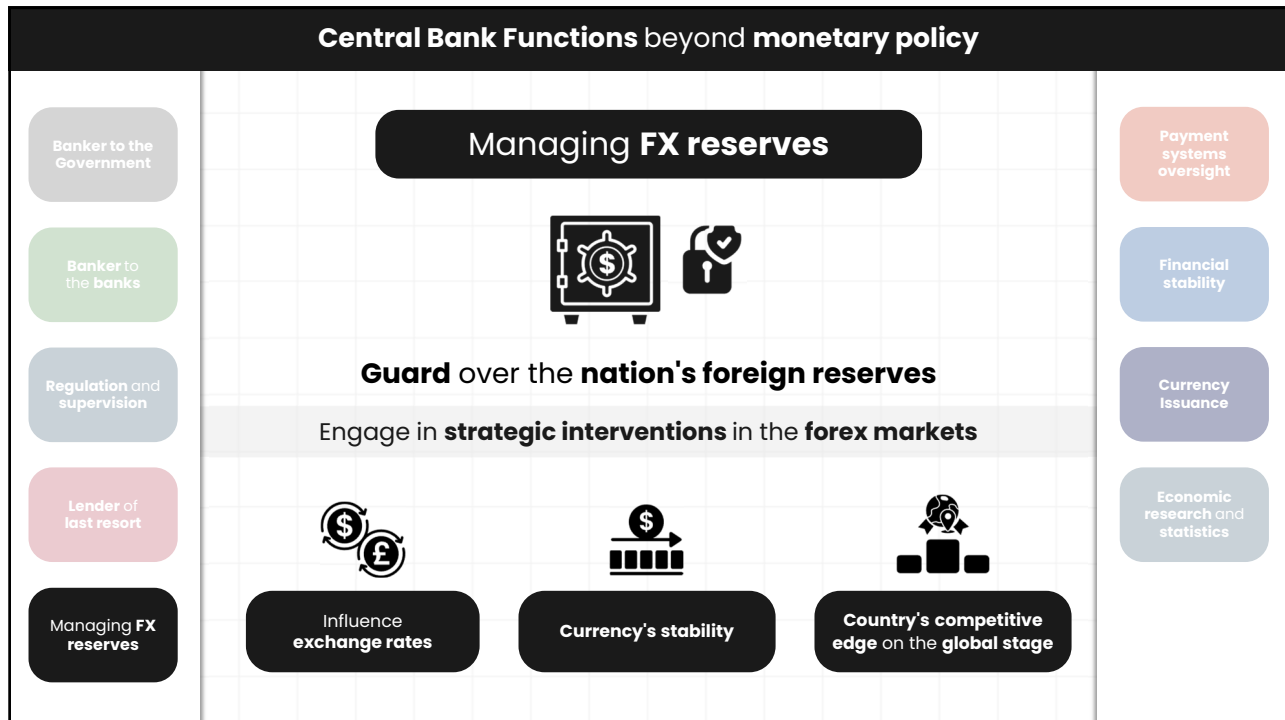 Central Bank Functions beyond monetary policy
Banker to the
Government
Banker to
the banks
Regulation and
supervision
Lender of
last resort
Managing FX
reserves
Managing FX reserves
$
Guard over the nation's foreign reserves
Engage in strategic interventions in the forex markets
$
£
Influence
exchange rates
$
Currency's stability
Country's competitive
edge on the global stage
Payment
systems
oversight
Financial
stability
Currency
Issuance
Economic
research and
statistics